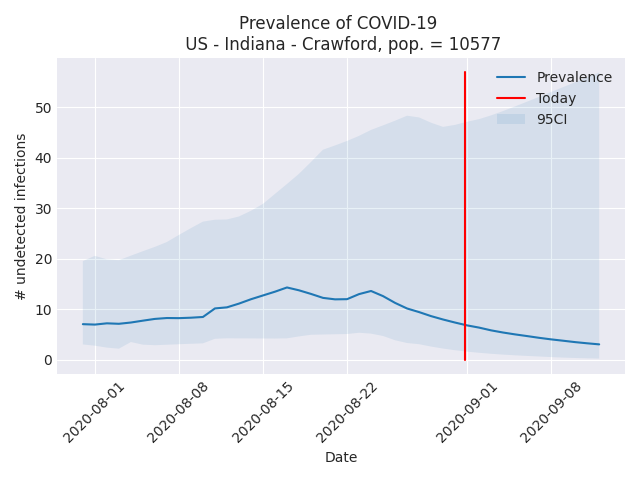 Prevalence of COVID-19
US - Indiana - Crawford, pop. = 10577
Prevalence
Today
95CI
# undetected infections
50
40
30
20
10
0
2020-08-01
2020-08-08
2020-08-15
2020-08-22
2020-09-01
2020-09-08
Date